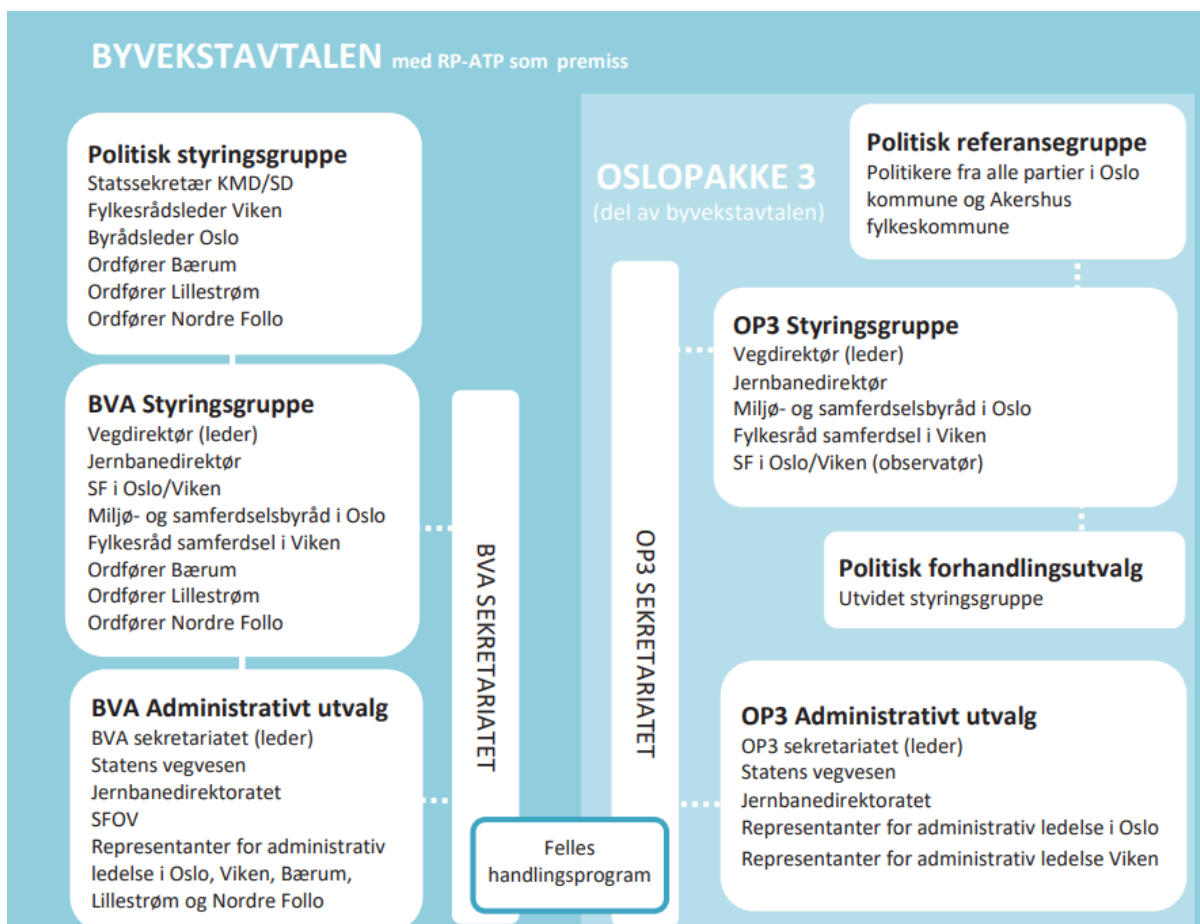 BYVEKSTAVTALEN med RP-ATP som premiss
Politisk styringsgruppe
Statssekretær KMD/SD
Fylkesrådsleder Viken
Byrådsleder Oslo
Ordfører Bærum
Ordfører Lillestrøm
Ordfører Nordre Follo
BVA Styringsgruppe
Vegdirektør (leder)
Jernbanedirektør
SF i Oslo/Viken
Miljø- og samferdselsbyråd i Oslo
Fylkesråd samferdsel i Viken
Ordfører Bærum
Ordfører Lillestrøm
Ordfører Nordre Follo
BVA Administrativt utvalg
BVA sekretariatet (leder)
Statens vegvesen
Jernbanedirektoratet
SFOV
Representanter for administrativ
ledelse i Oslo, Viken, Bærum,
Lillestrøm og Nordre Follo
BVA SEKRETARIATET
OSLOPAKKE 3
(del av byvekstavtalen)
OP3 SEKRETARIATET
Felles
handlingsprogram
Politisk referansegruppe
Politikere fra alle partier i Oslo
kommune og Akershus
fylkeskommune
OP3 Styringsgruppe
Vegdirektør (leder)
Jernbanedirektør
Miljø- og samferdselsbyråd i Oslo
Fylkesråd samferdsel i Viken
SF i Oslo/Viken (observatør)
Politisk forhandlingsutvalg
Utvidet styringsgruppe
OP3 Administrativt utvalg
OP3 sekretariatet (leder)
Statens vegvesen
Jernbanedirektoratet
Representanter for administrativ ledelse i Oslo
Representanter for administrativ ledelse Viken